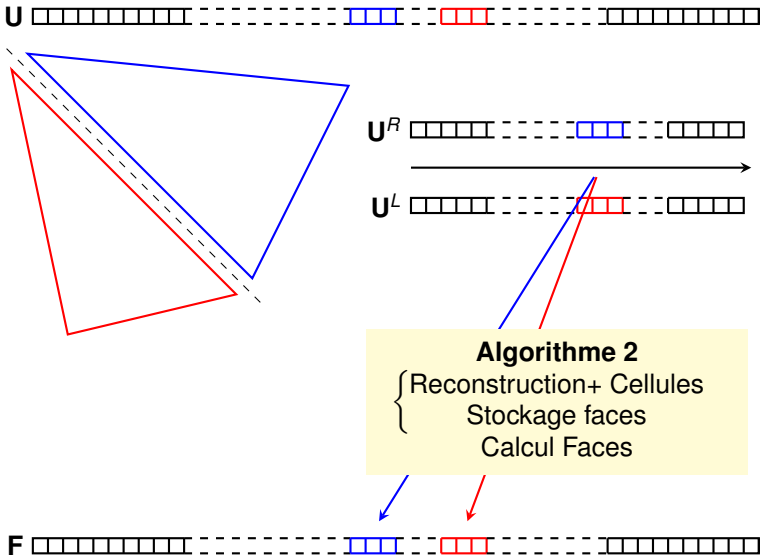 U
U^R
U^L
Algorithme 2
Reconstruction+ Cellules
Stockage faces
Calcul Faces
F